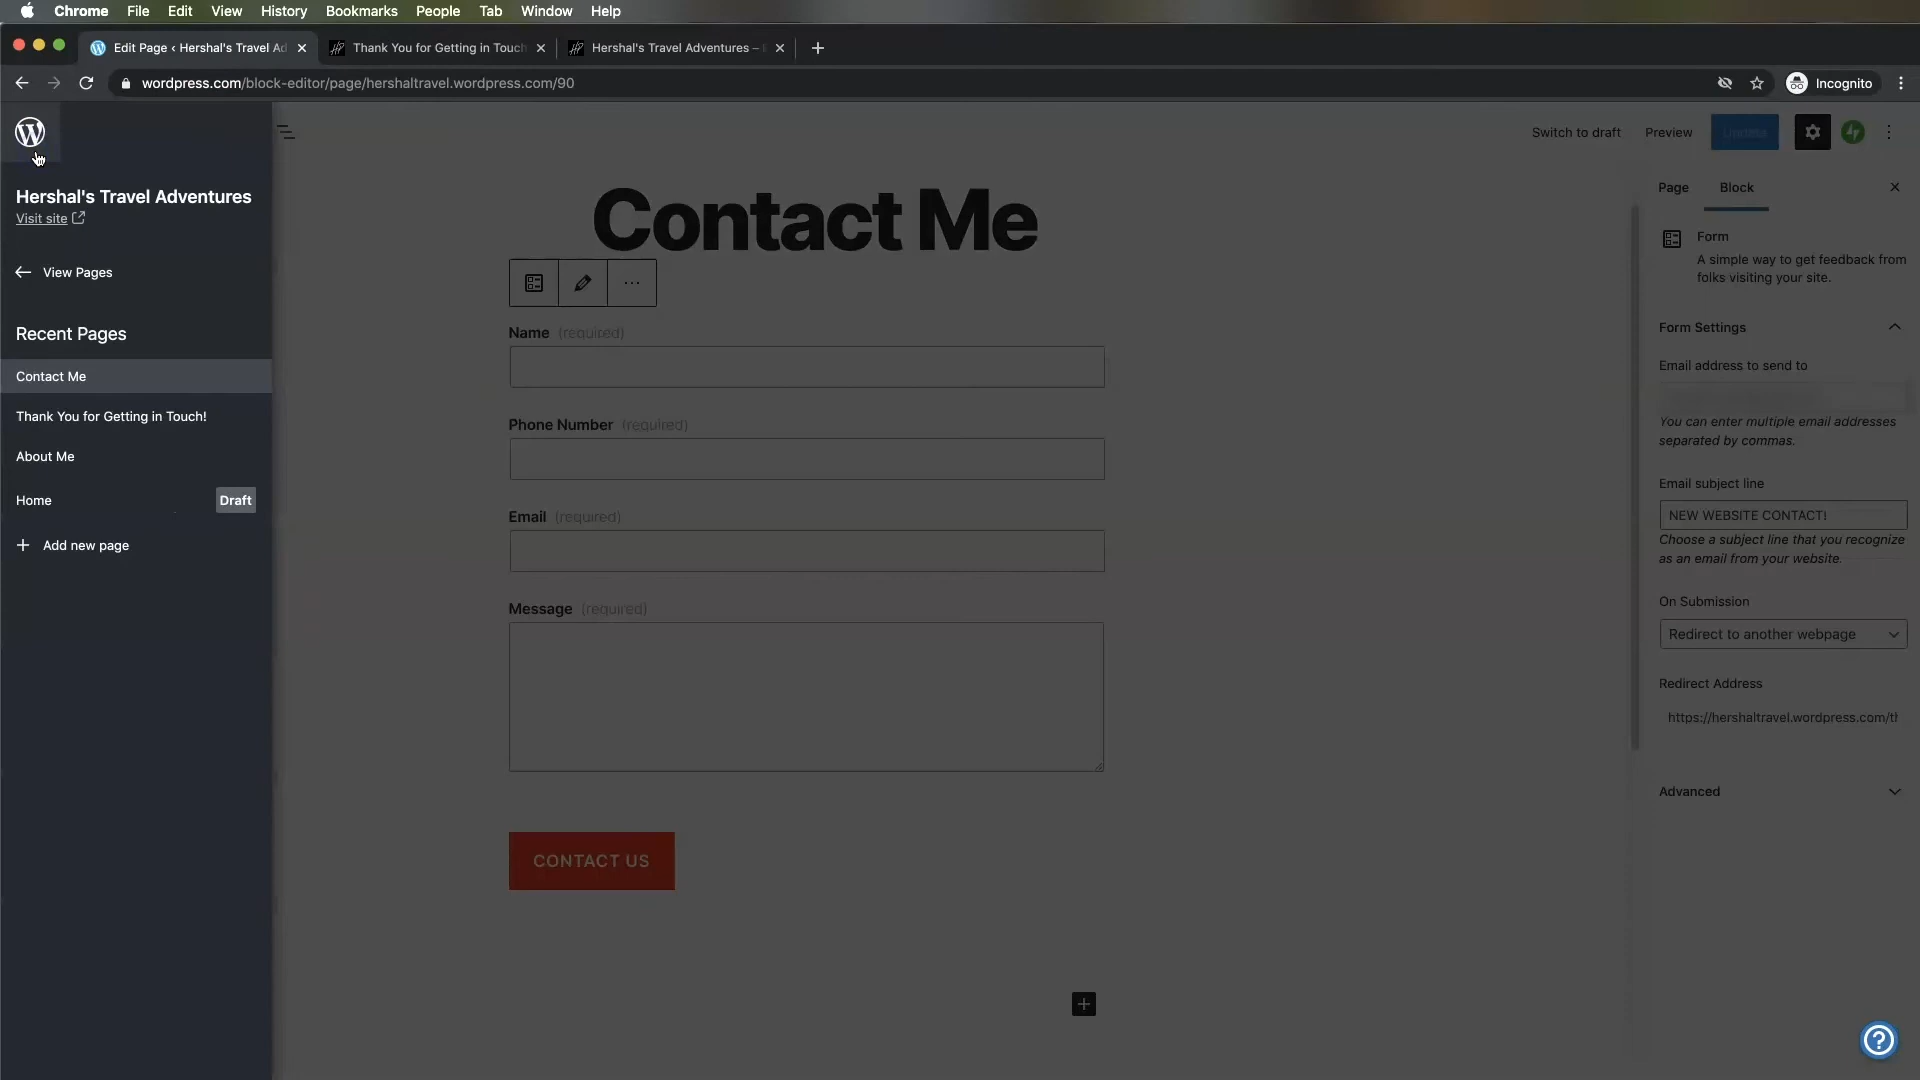 Chrome File Edit View History Bookmarks People Tab Window Help
Edit Page ‹ Hershal's Travel Ad
Thank You for Getting in Touch
Hershal's Travel Adventures –
wordpress.com/block-editor/page/hershaltravel.wordpress.com/90
Incognito
Switch to draft
Preview
Update
Hershal's Travel Adventures
Visit site
View Pages
Recent Pages
Contact Me
Thank You for Getting in Touch!
About Me
Home
Draft
Add new page
Contact Me
Name (required)
Phone Number (required)
Email (required)
Message (required)
CONTACT US
Page
Block
Form
A simple way to get feedback from
folks visiting your site.
Form Settings
Email address to send to
You can enter multiple email addresses
separated by commas.
Email subject line
NEW WEBSITE CONTACT!
Choose a subject line that you recognize
as an email from your website.
On Submission
Redirect to another webpage
Redirect Address
https://hershaltravel.wordpress.com/th
Advanced